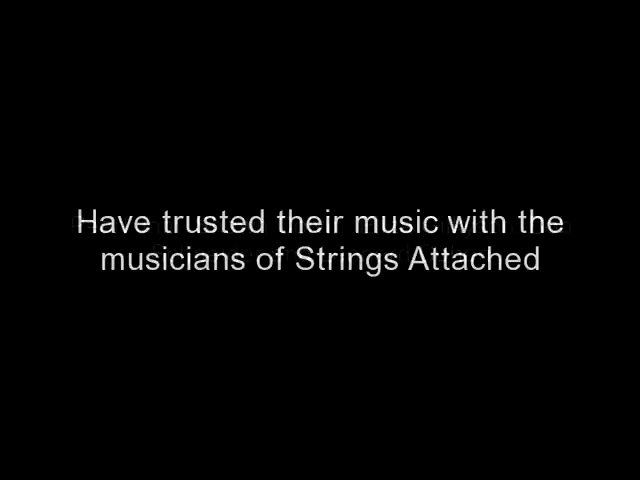 Have trusted their music with the
musicians of Strings Attached